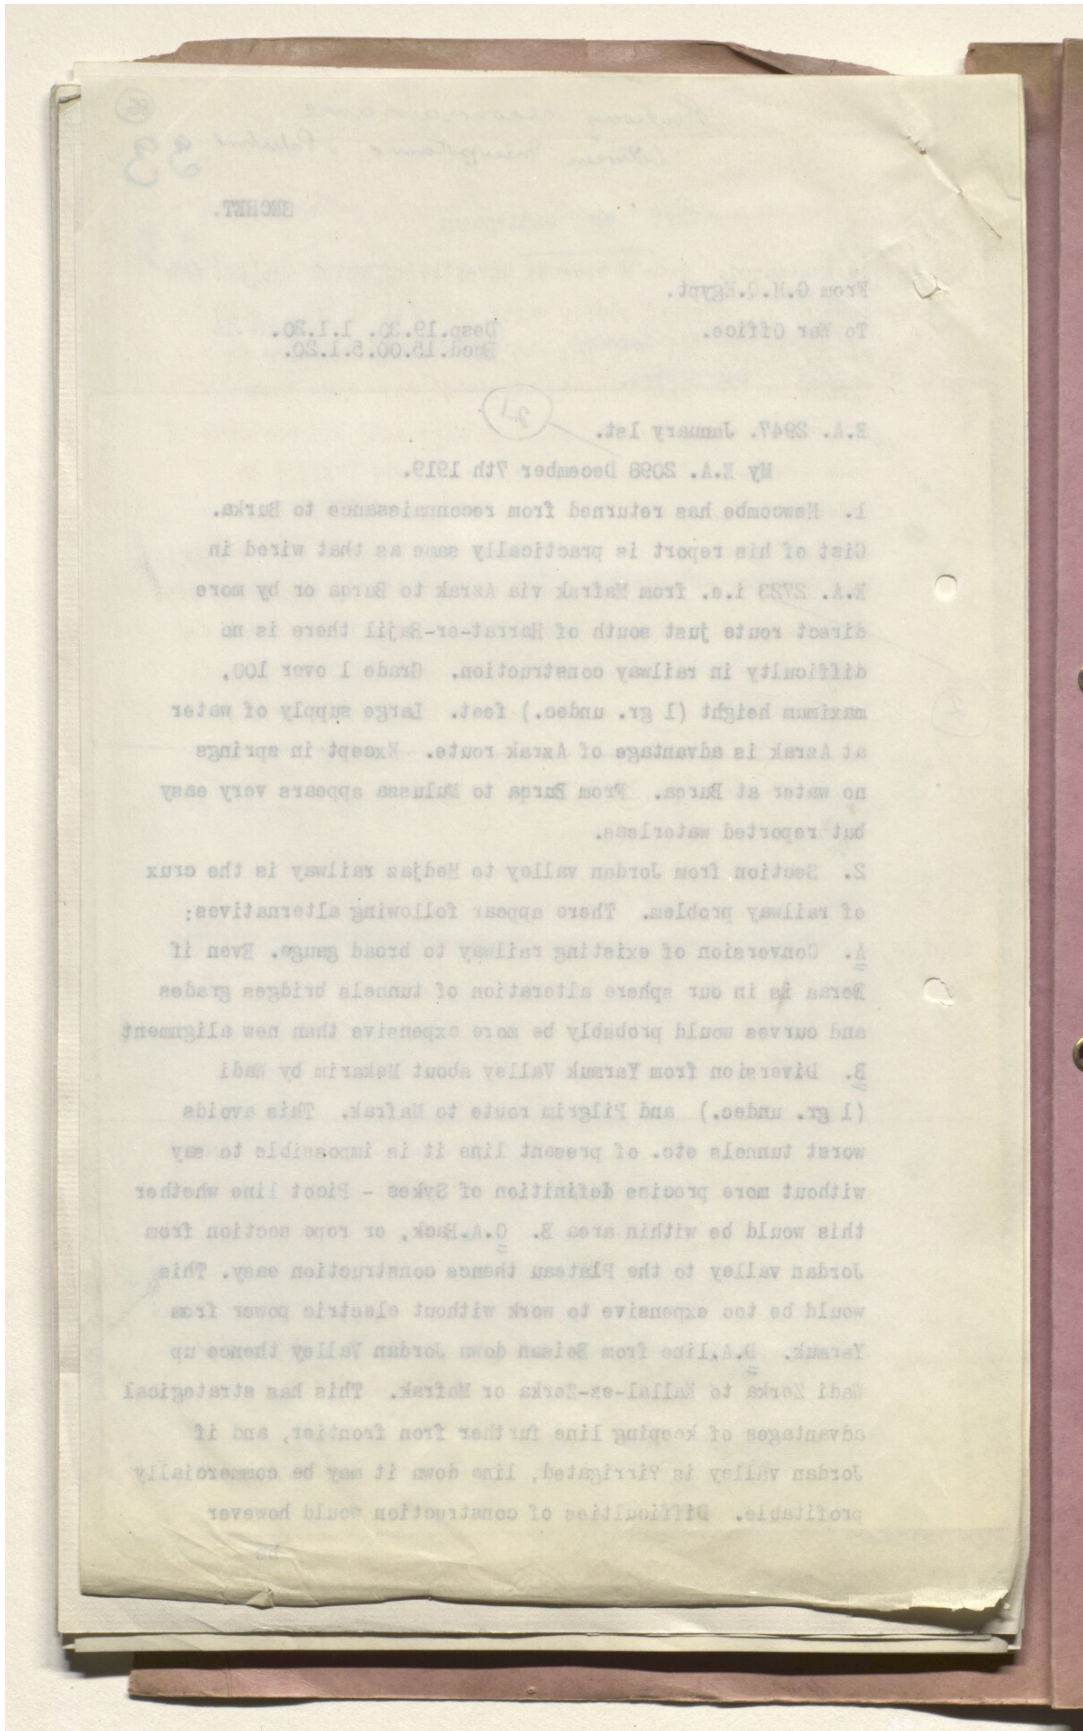 Railway reconnaissance
between Mesopotamia & Palestine
33
SECRET.
From G.H.Q.Egypt.
To War Office.
Desp.19.30. 1.1.20.
Recd.15.00.5.1.20.
21
E.A. 2947. January 1st.
My E.A. 2098 December 7th 1919.
1. Newcombe has returned from reconnaissance to Burka.
Gist of his report is practically same as that wired in
E.A. 2723 i.e. from Mafrak via Azrak to Burqa or by more
direct route just south of Harrat-er-Rajil there is no
difficulty in railway construction. Grade 1 over 100,
maximum height (1 gr. undec.) feet. Large supply of water
at Azrak is advantage of Azrak route. Except in springs
no water at Burqa. From Burqa to Mulussa appears very easy
but reported waterless.
2. Section from Jordan valley to Hedjaz railway is the crux
of railway problem. There appear following alternatives;
A. Conversion of existing railway to broad gauge. Even if
Deraa is in our sphere alteration of tunnels bridges grades
and curves would probably be more expensive than new alignment
B. Diversion from Yarmuk Valley about Mekarim by Wadi
(1 gr. undec.) and Pilgrim route to Mafrak. This avoids
worst tunnels etc. of present line it is impossible to say
without more precise definition of Sykes - Picot line whether
this would be within area B. C.A.Rack, or rope section from
Jordan valley to the Plateau thence construction easy. This
would be too expensive to work without electric power from
Yarmuk. D.A.line from Beisan down Jordan Valley thence up
Wadi Zerka to Kallal-ez-Zerka or Mafrak. This has strategical
advantages of keeping line further from frontier, and if
Jordan valley is ?irrigated, line down it may be commercially
profitable. Difficulties of construction would however